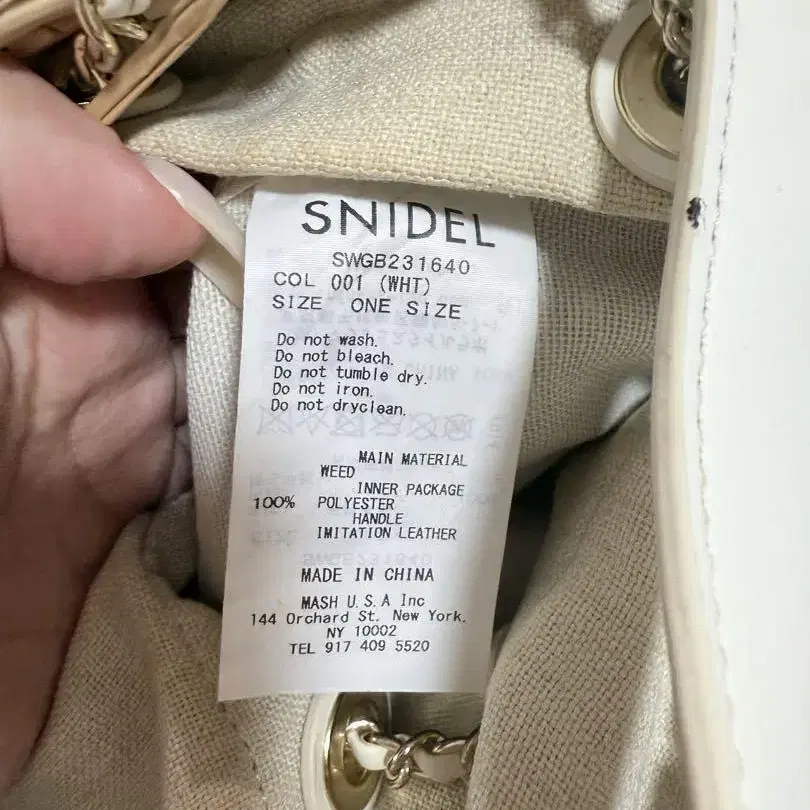 SNIDEL
SWGB231640
COL 001 (WHT)
SIZE ONE SIZE
Do not wash.
Do not bleach.
Do not tumble dry.
Do not iron.
Do not dryclean.
MAIN MATERIAL
WEED
INNER PACKAGE
100% POLYESTER
HANDLE
IMITATION LEATHER
MADE IN CHINA
MASH U.S.A Inc
144 Orchard St. New York.
NY 10002
TEL 917 409 5520